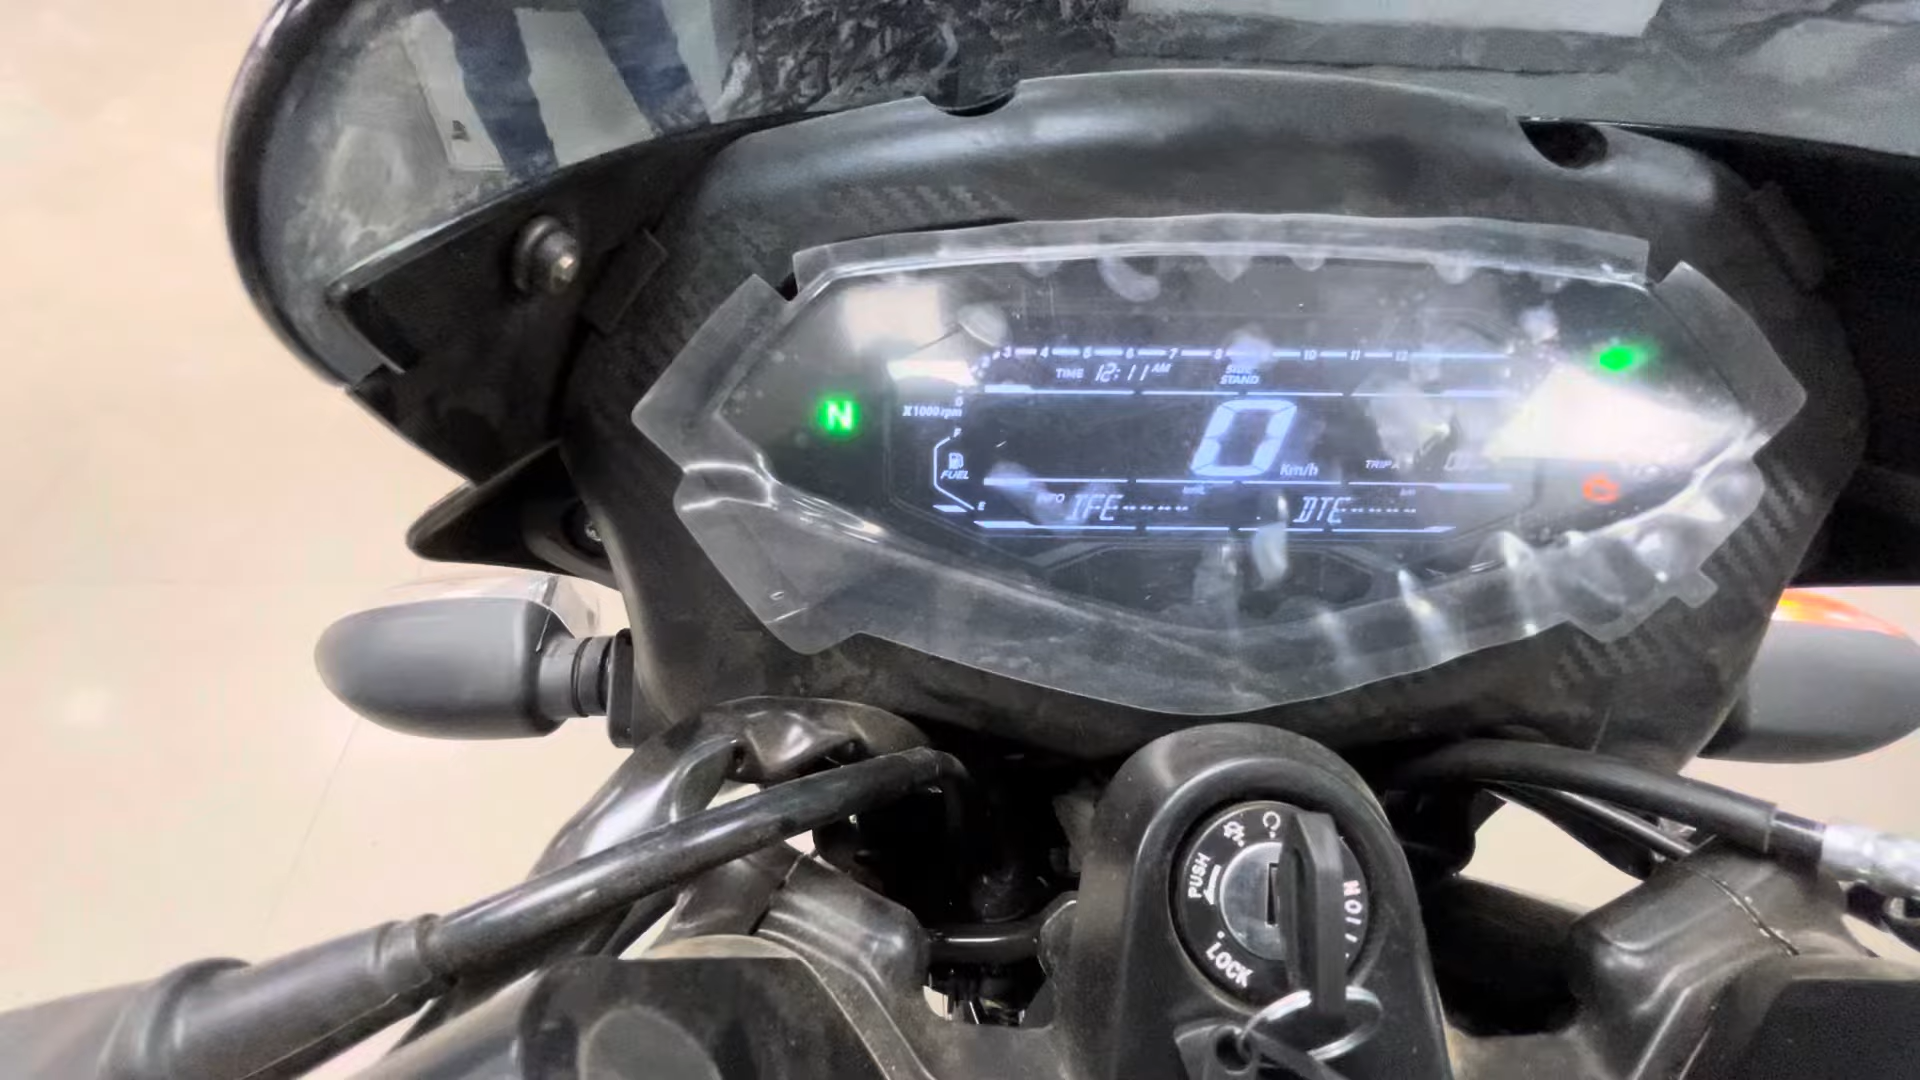 3 4 5 6 7 8 10 11 12
TIME 12:11 AM
SIDE
STAND
0
X1000 rpm
N
0 Km/h
F
FUEL
TRIP A
E
INFO IFE---- DTE-----
PUSH
LOCK